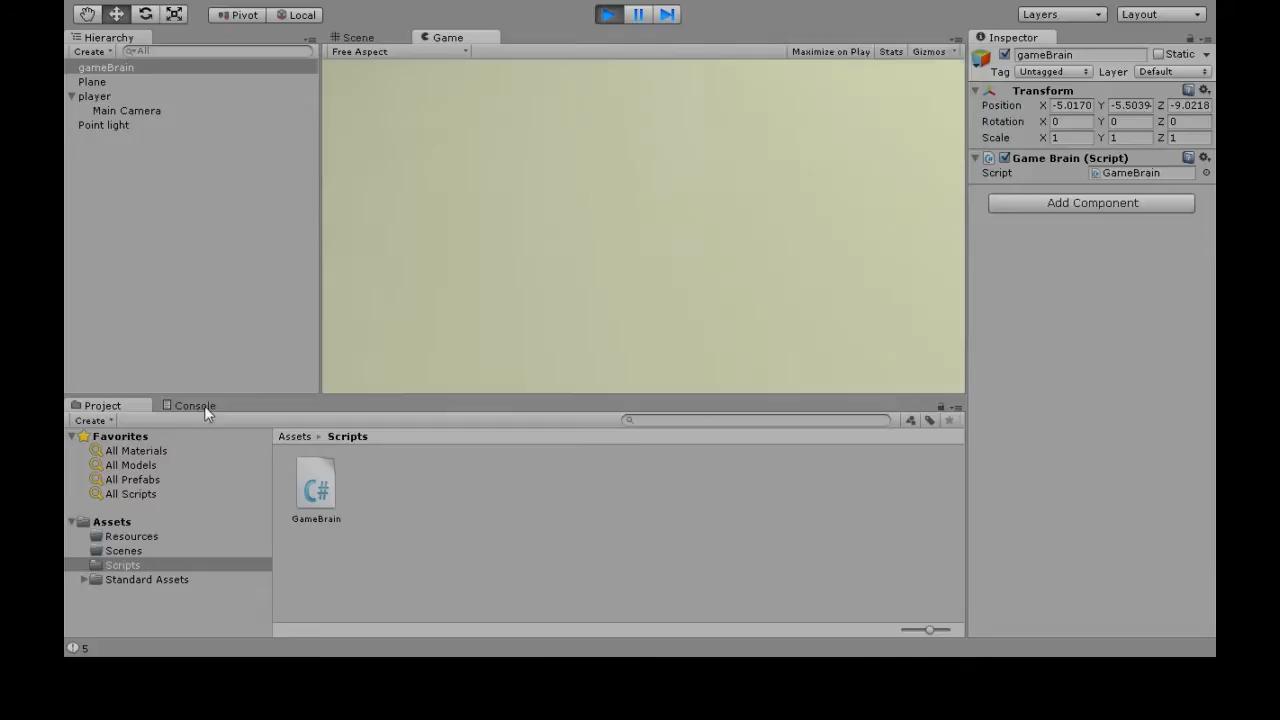 Pivot Local Layers Layout
Hierarchy Scene Game Inspector
Create All Free Aspect Maximize on Play Stats Gizmos gameBrain Static
gameBrain
Tag Untagged Layer Default
Plane
Transform
player
Position X -5.0170 Y -5.5039 Z -9.0218
Main Camera
Rotation X 0 Y 0 Z 0
Point light
Scale X 1 Y 1 Z 1
Game Brain (Script)
Script GameBrain
Add Component
Project Console
Create
Favorites Assets Scripts
All Materials
All Models
All Prefabs
All Scripts
C#
GameBrain
Assets
Resources
Scenes
Scripts
Standard Assets
5